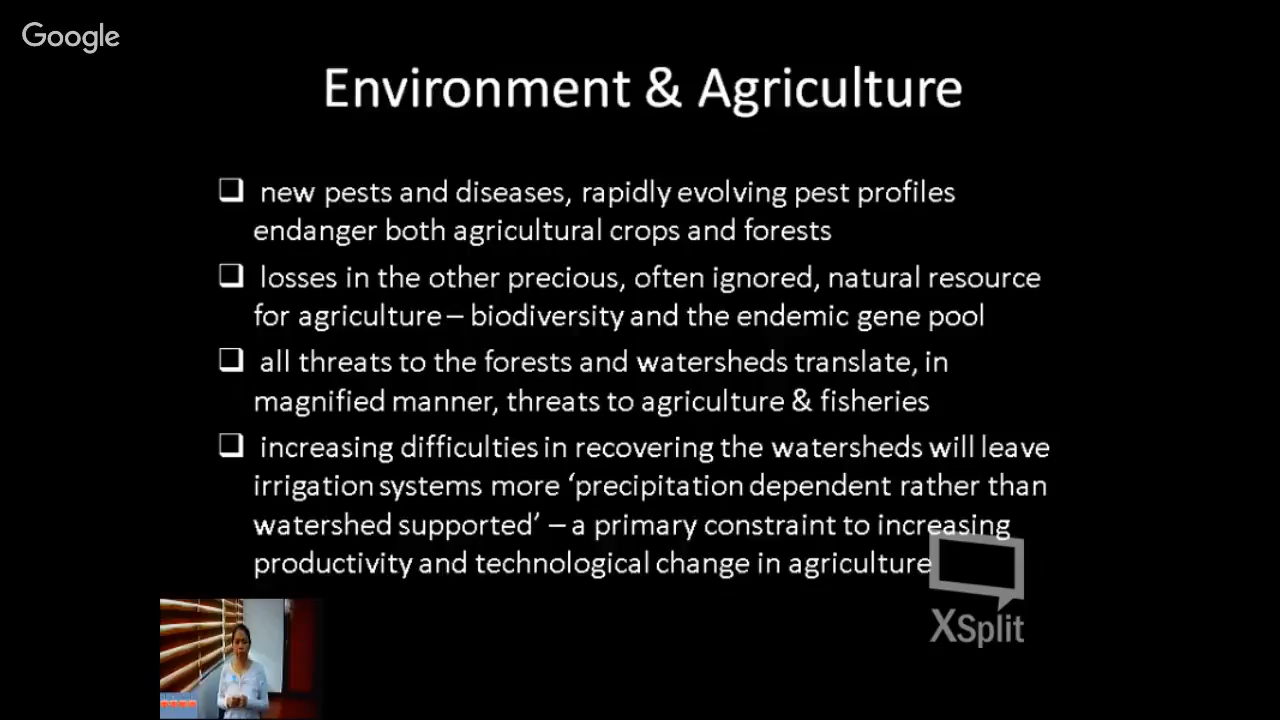 Google
Environment & Agriculture
❑ new pests and diseases, rapidly evolving pest profiles
endanger both agricultural crops and forests
❑ losses in the other precious, often ignored, natural resource
for agriculture – biodiversity and the endemic gene pool
❑ all threats to the forests and watersheds translate, in
magnified manner, threats to agriculture & fisheries
❑ increasing difficulties in recovering the watersheds will leave
irrigation systems more ‘precipitation dependent rather than
watershed supported’ – a primary constraint to increasing
productivity and technological change in agriculture
XSplit